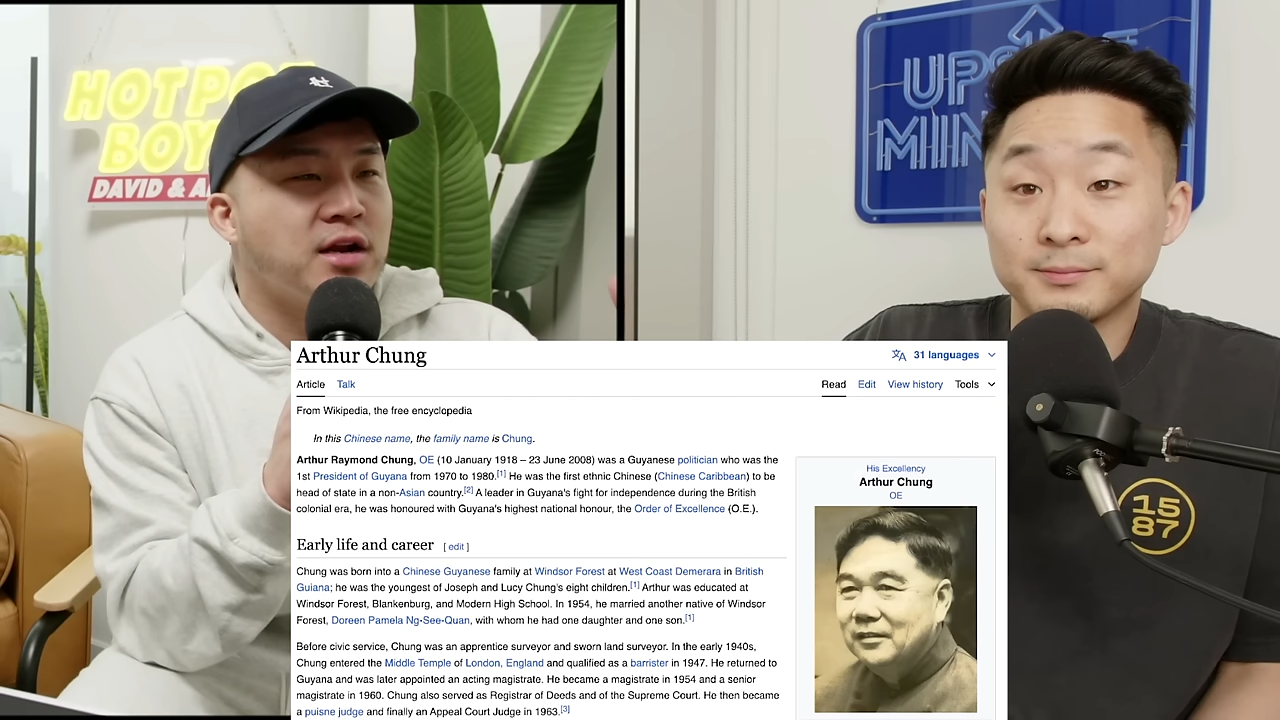 HOTPO
BOY
DAVID & A
UPS
MIN
Arthur Chung
31 languages
Article Talk
Read Edit View history Tools
From Wikipedia, the free encyclopedia
In this Chinese name, the family name is Chung.
Arthur Raymond Chung, OE (10 January 1918 – 23 June 2008) was a Guyanese politician who was the
1st President of Guyana from 1970 to 1980.[1] He was the first ethnic Chinese (Chinese Caribbean) to be
head of state in a non-Asian country.[2] A leader in Guyana's fight for independence during the British
colonial era, he was honoured with Guyana's highest national honour, the Order of Excellence (O.E.).
His Excellency
Arthur Chung
OE
Early life and career [ edit ]
Chung was born into a Chinese Guyanese family at Windsor Forest at West Coast Demerara in British
Guiana; he was the youngest of Joseph and Lucy Chung's eight children.[1] Arthur was educated at
Windsor Forest, Blankenburg, and Modern High School. In 1954, he married another native of Windsor
Forest, Doreen Pamela Ng-See-Quan, with whom he had one daughter and one son.[1]
Before civic service, Chung was an apprentice surveyor and sworn land surveyor. In the early 1940s,
Chung entered the Middle Temple of London, England and qualified as a barrister in 1947. He returned to
Guyana and was later appointed an acting magistrate. He became a magistrate in 1954 and a senior
magistrate in 1960. Chung also served as Registrar of Deeds and of the Supreme Court. He then became
a puisne judge and finally an Appeal Court Judge in 1963.[3]
15
87